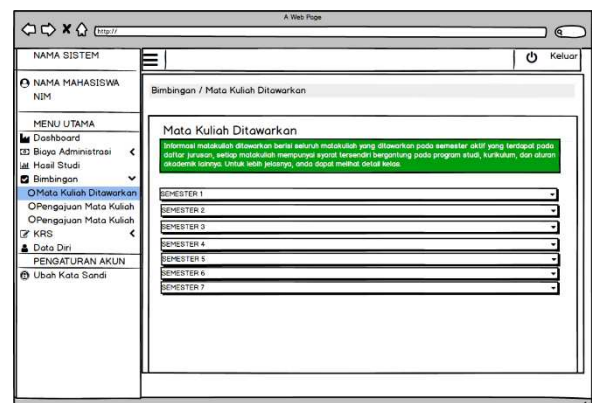 A Web Page
http://
NAMA SISTEM
Keluar
NAMA MAHASISWA
NIM
Bimbingan / Mata Kuliah Ditawarkan
MENU UTAMA
Dashboard
Biaya Administrasi
Hasil Studi
Bimbingan
Mata Kuliah Ditawarkan
Pengajuan Mata Kuliah
Pengajuan Mata Kuliah
KRS
Data Diri
PENGATURAN AKUN
Ubah Kata Sandi
Mata Kuliah Ditawarkan
Informasi matakuliah ditawarkan berisi seluruh matakuliah yang ditawarkan pada semester aktif yang terdapat pada
daftar jurusan, setiap matakuliah mempunyai syarat tersendiri bergantung pada program studi, kurikulum, dan aturan
akademik lainnya. Untuk lebih jelasnya, anda dapat melihat detail kelas.
SEMESTER 1
SEMESTER 2
SEMESTER 3
SEMESTER 4
SEMESTER 5
SEMESTER 6
SEMESTER 7